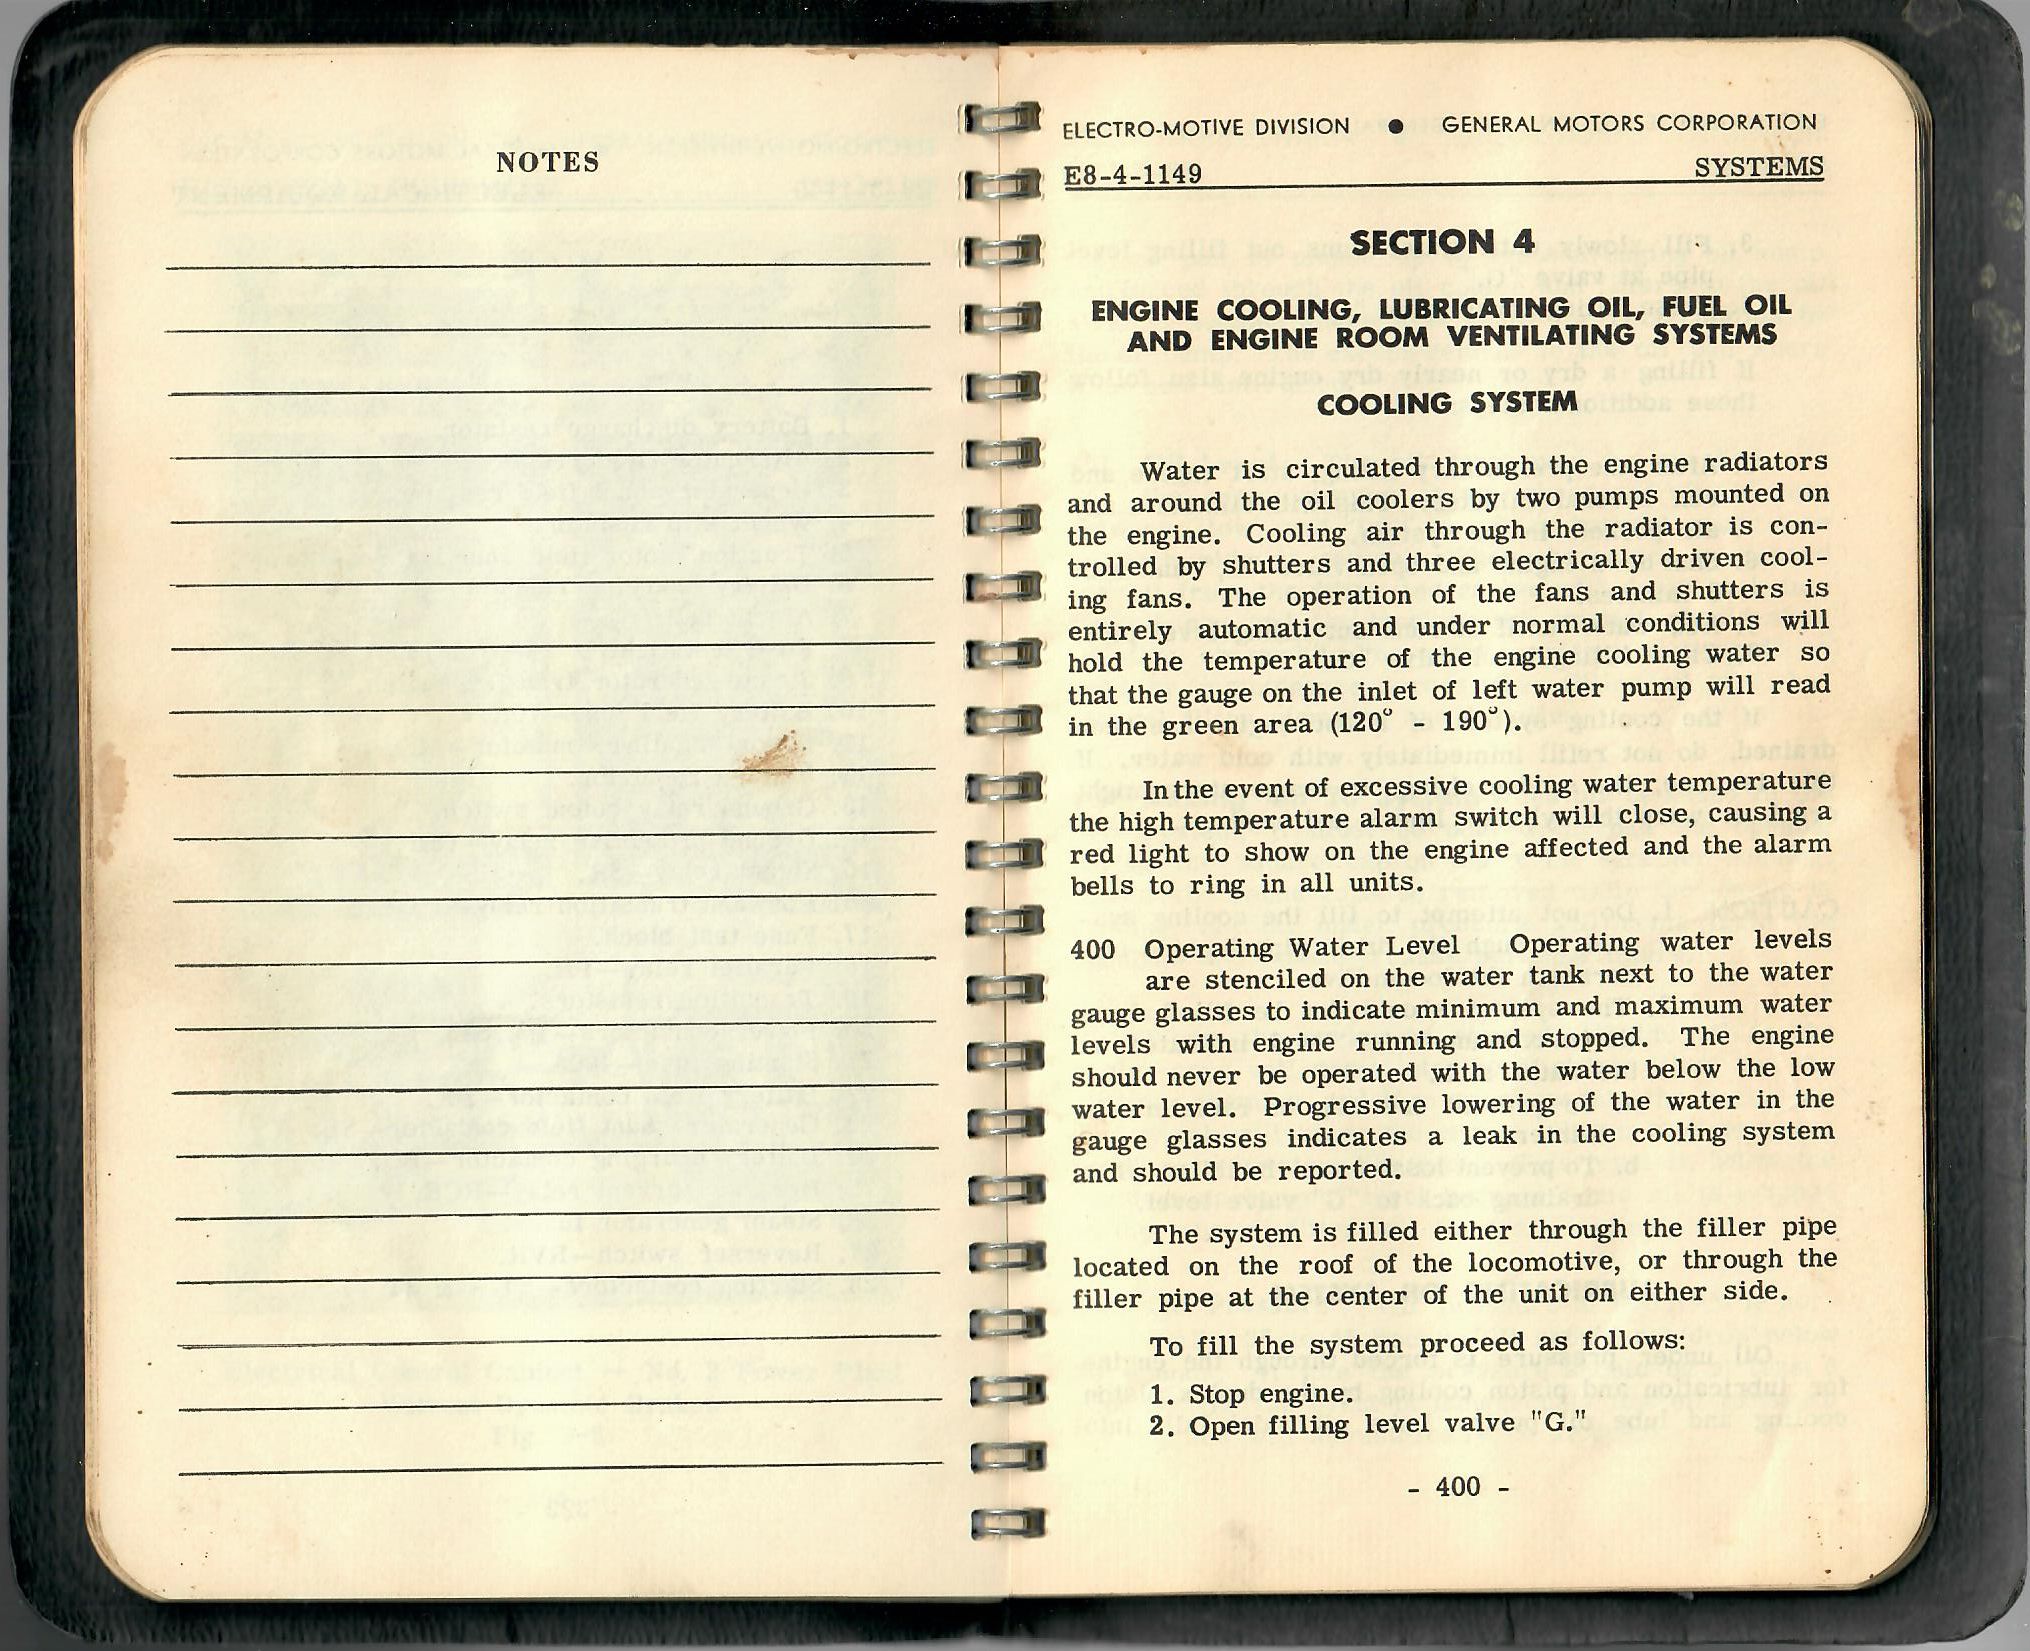 NOTES
ELECTRO-MOTIVE DIVISION ● GENERAL MOTORS CORPORATION
E8-4-1149 SYSTEMS
SECTION 4
ENGINE COOLING, LUBRICATING OIL, FUEL OIL
AND ENGINE ROOM VENTILATING SYSTEMS
COOLING SYSTEM
Water is circulated through the engine radiators
and around the oil coolers by two pumps mounted on
the engine. Cooling air through the radiator is con-
trolled by shutters and three electrically driven cool-
ing fans. The operation of the fans and shutters is
entirely automatic and under normal conditions will
hold the temperature of the engine cooling water so
that the gauge on the inlet of left water pump will read
in the green area (120° - 190°).
In the event of excessive cooling water temperature
the high temperature alarm switch will close, causing a
red light to show on the engine affected and the alarm
bells to ring in all units.
400 Operating Water Level Operating water levels
are stenciled on the water tank next to the water
gauge glasses to indicate minimum and maximum water
levels with engine running and stopped. The engine
should never be operated with the water below the low
water level. Progressive lowering of the water in the
gauge glasses indicates a leak in the cooling system
and should be reported.
The system is filled either through the filler pipe
located on the roof of the locomotive, or through the
filler pipe at the center of the unit on either side.
To fill the system proceed as follows:
1. Stop engine.
2. Open filling level valve "G."
- 400 -